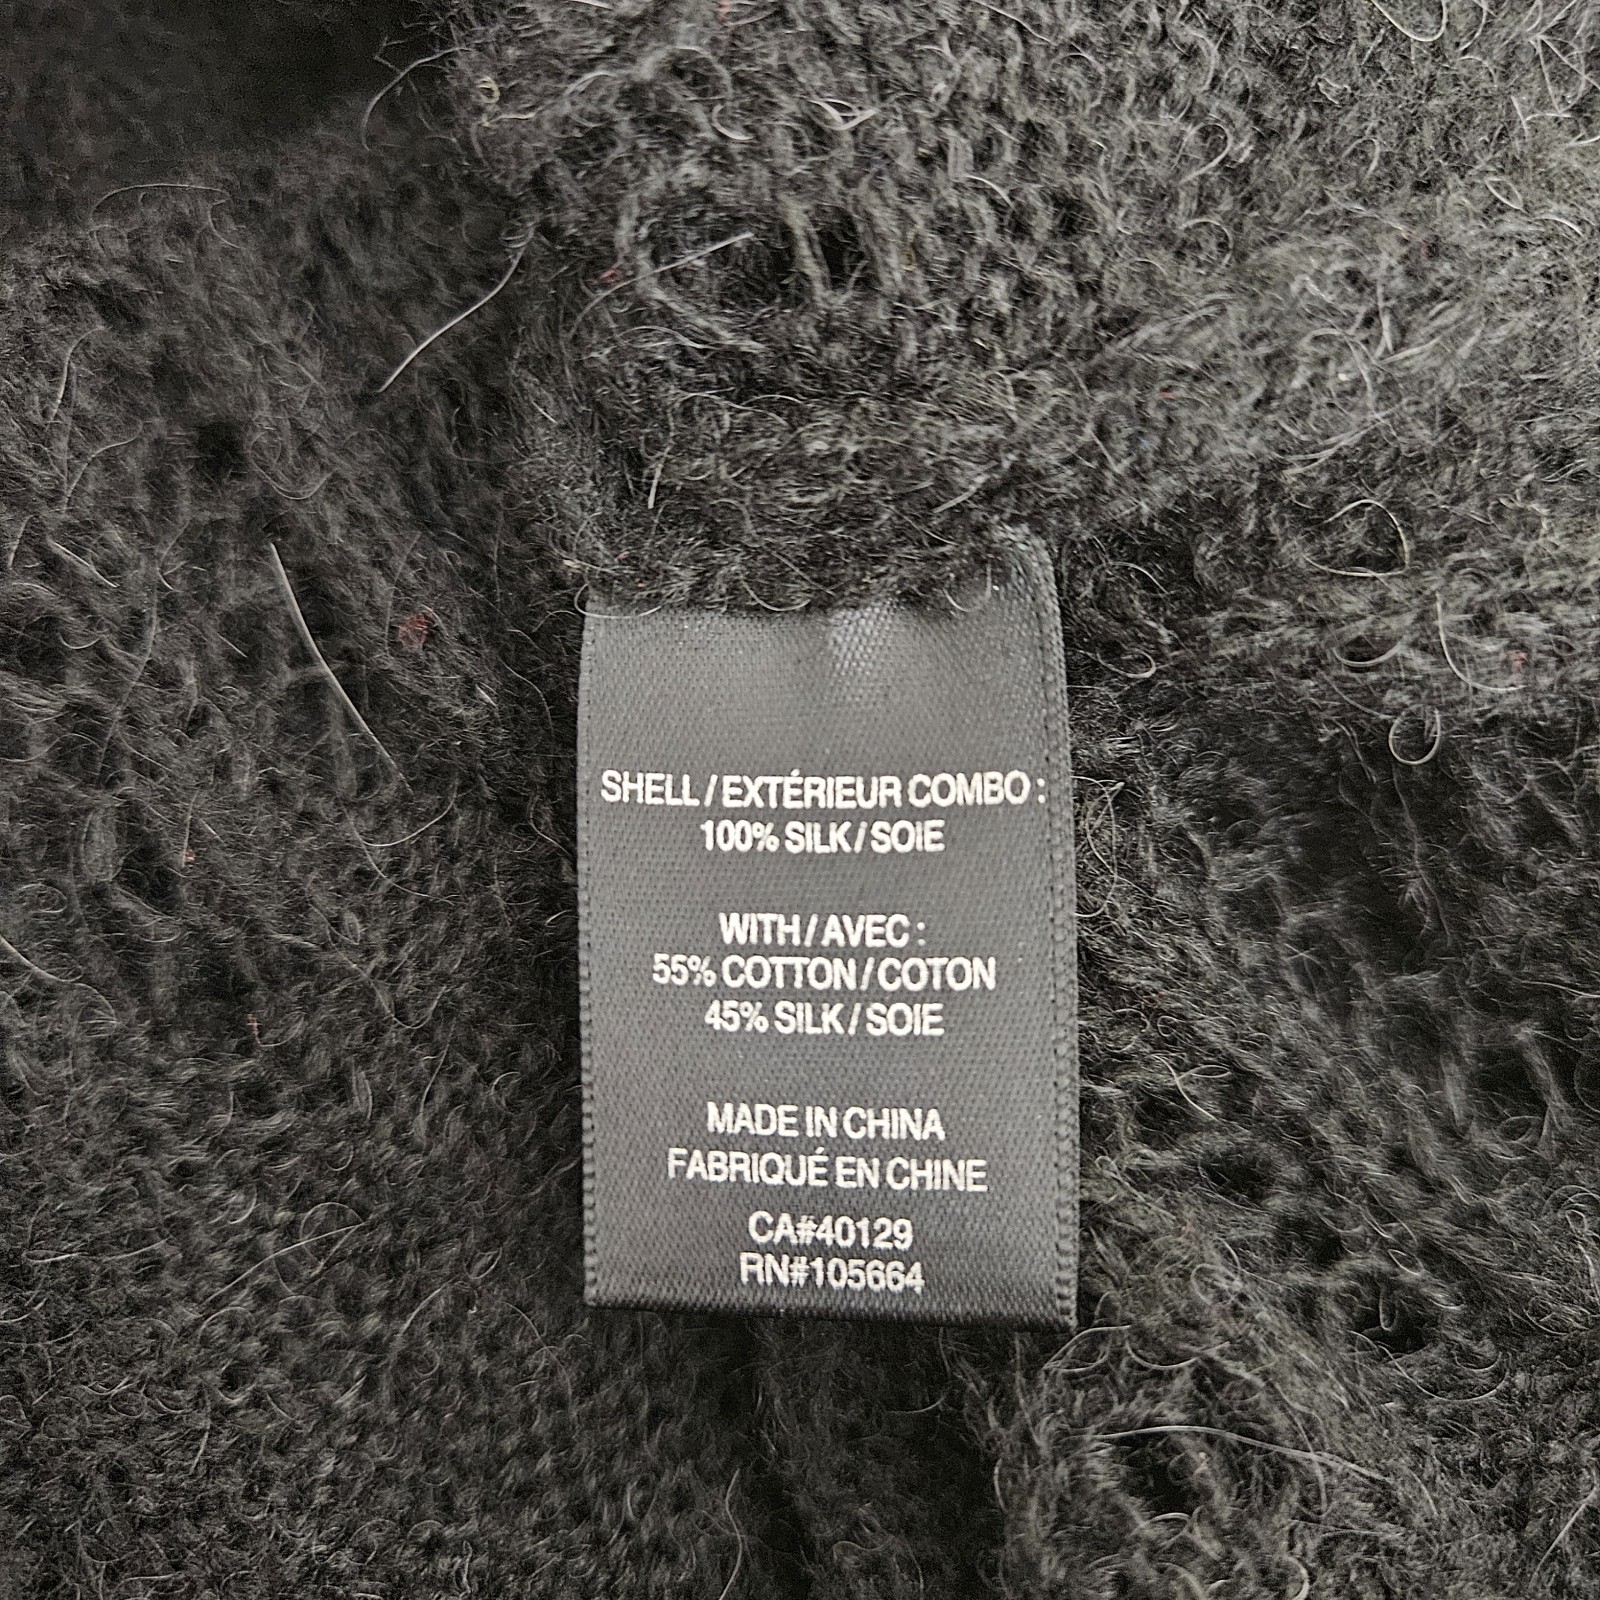 SHELL / EXTÉRIEUR COMBO :
100% SILK / SOIE
WITH / AVEC :
55% COTTON / COTON
45% SILK / SOIE
MADE IN CHINA
FABRIQUÉ EN CHINE
CA#40129
RN#105664